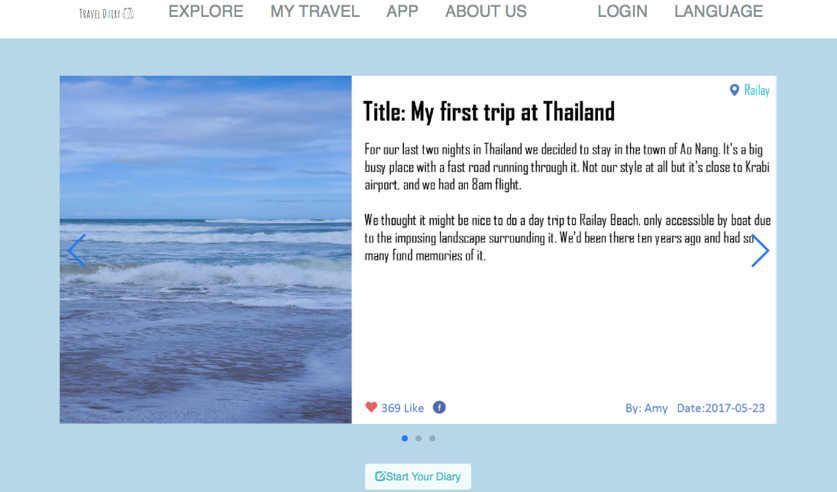 TRAVEL DAIRY
EXPLORE
MY TRAVEL
APP
ABOUT US
LOGIN
LANGUAGE
Railay
Title: My first trip at Thailand
For our last two nights in Thailand we decided to stay in the town of Ao Nang. It's a big
busy place with a fast road running through it. Not our style at all but it's close to Krabi
airport, and we had an 8am flight.
We thought it might be nice to do a day trip to Railay Beach, only accessible by boat due
to the imposing landscape surrounding it. We'd been there ten years ago and had so
many fond memories of it.
369 Like
By: Amy Date:2017-05-23
Start Your Diary